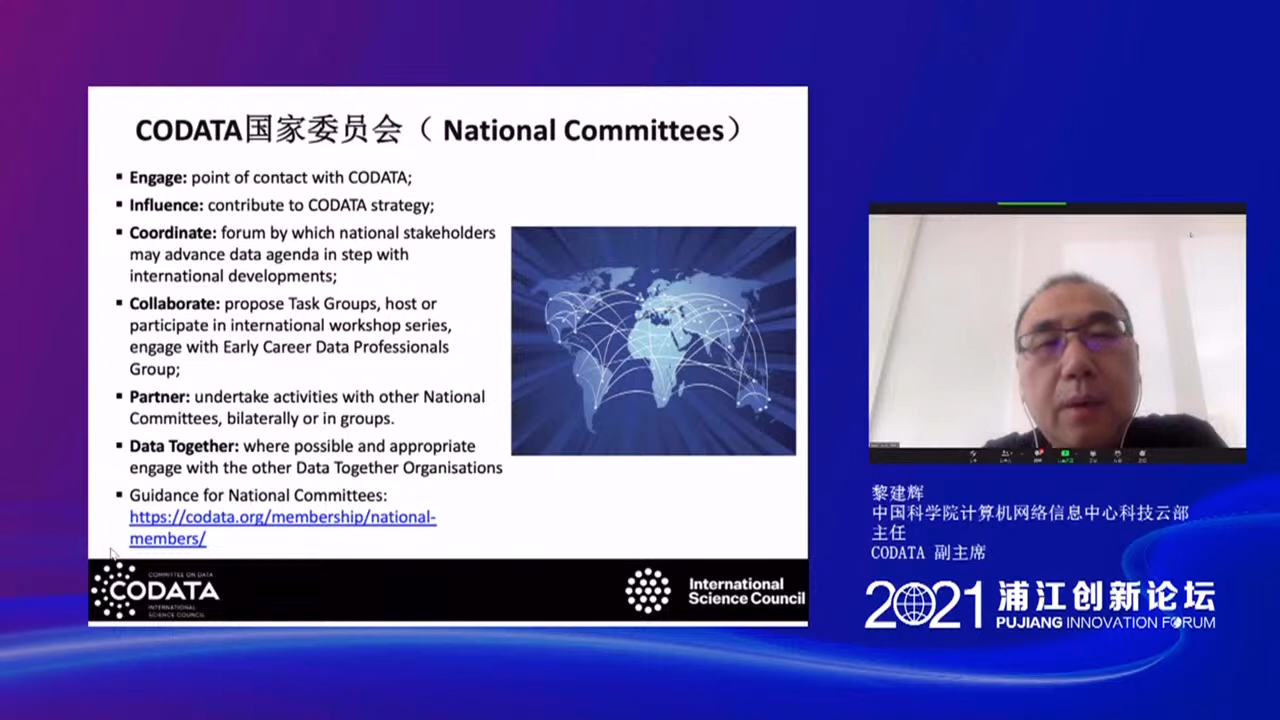 CODATA国家委员会（ National Committees）
▪ Engage: point of contact with CODATA;
▪ Influence: contribute to CODATA strategy;
▪ Coordinate: forum by which national stakeholders
may advance data agenda in step with
international developments;
▪ Collaborate: propose Task Groups, host or
participate in international workshop series,
engage with Early Career Data Professionals
Group;
▪ Partner: undertake activities with other National
Committees, bilaterally or in groups.
▪ Data Together: where possible and appropriate
engage with the other Data Together Organisations
▪ Guidance for National Committees:
https://codata.org/membership/national-
members/
COMMITTEE ON DATA
CODATA
INTERNATIONAL
SCIENCE COUNCIL
International
Science Council
黎建辉
中国科学院计算机网络信息中心科技云部
主任
CODATA 副主席
2021 浦江创新论坛
PUJIANG INNOVATION FORUM